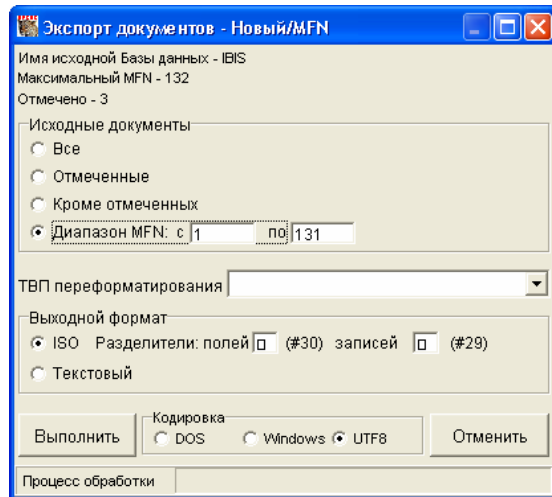 Экспорт документов - Новый/MFN
Имя исходной Базы данных - IBIS
Максимальный MFN - 132
Отмечено - 3
Исходные документы
Все
Отмеченные
Кроме отмеченных
Диапазон MFN: с 1 по 131
ТВП переформатирования
Выходной формат
ISO Разделители: полей (#30) записей (#29)
Текстовый
Выполнить
Кодировка
DOS Windows UTF8
Отменить
Процесс обработки